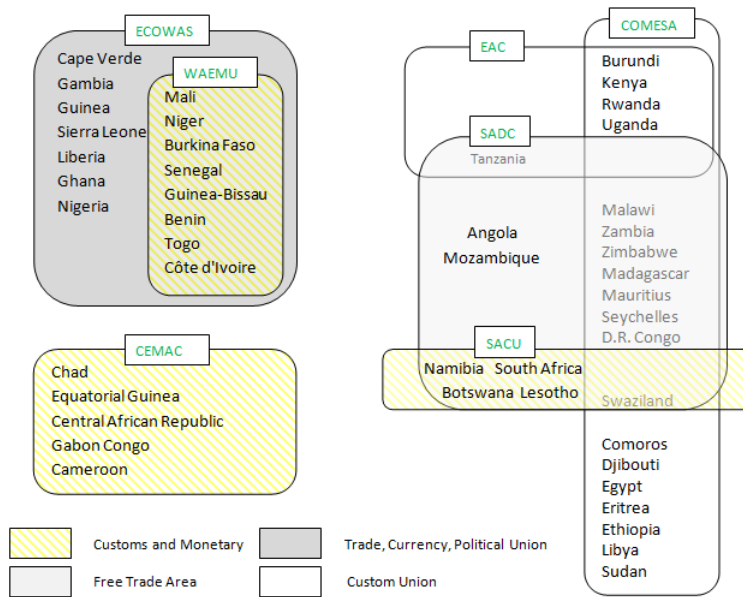 ECOWAS
Cape Verde
Gambia
Guinea
Sierra Leone
Liberia
Ghana
Nigeria
WAEMU
Mali
Niger
Burkina Faso
Senegal
Guinea-Bissau
Benin
Togo
Côte d'Ivoire
COMESA
EAC
Burundi
Kenya
Rwanda
Uganda
SADC
Tanzania
Angola
Mozambique
Malawi
Zambia
Zimbabwe
Madagascar
Mauritius
Seychelles
D.R. Congo
SACU
Namibia South Africa
Botswana Lesotho
Swaziland
Comoros
Djibouti
Egypt
Eritrea
Ethiopia
Libya
Sudan
CEMAC
Chad
Equatorial Guinea
Central African Republic
Gabon Congo
Cameroon
Customs and Monetary
Trade, Currency, Political Union
Free Trade Area
Custom Union